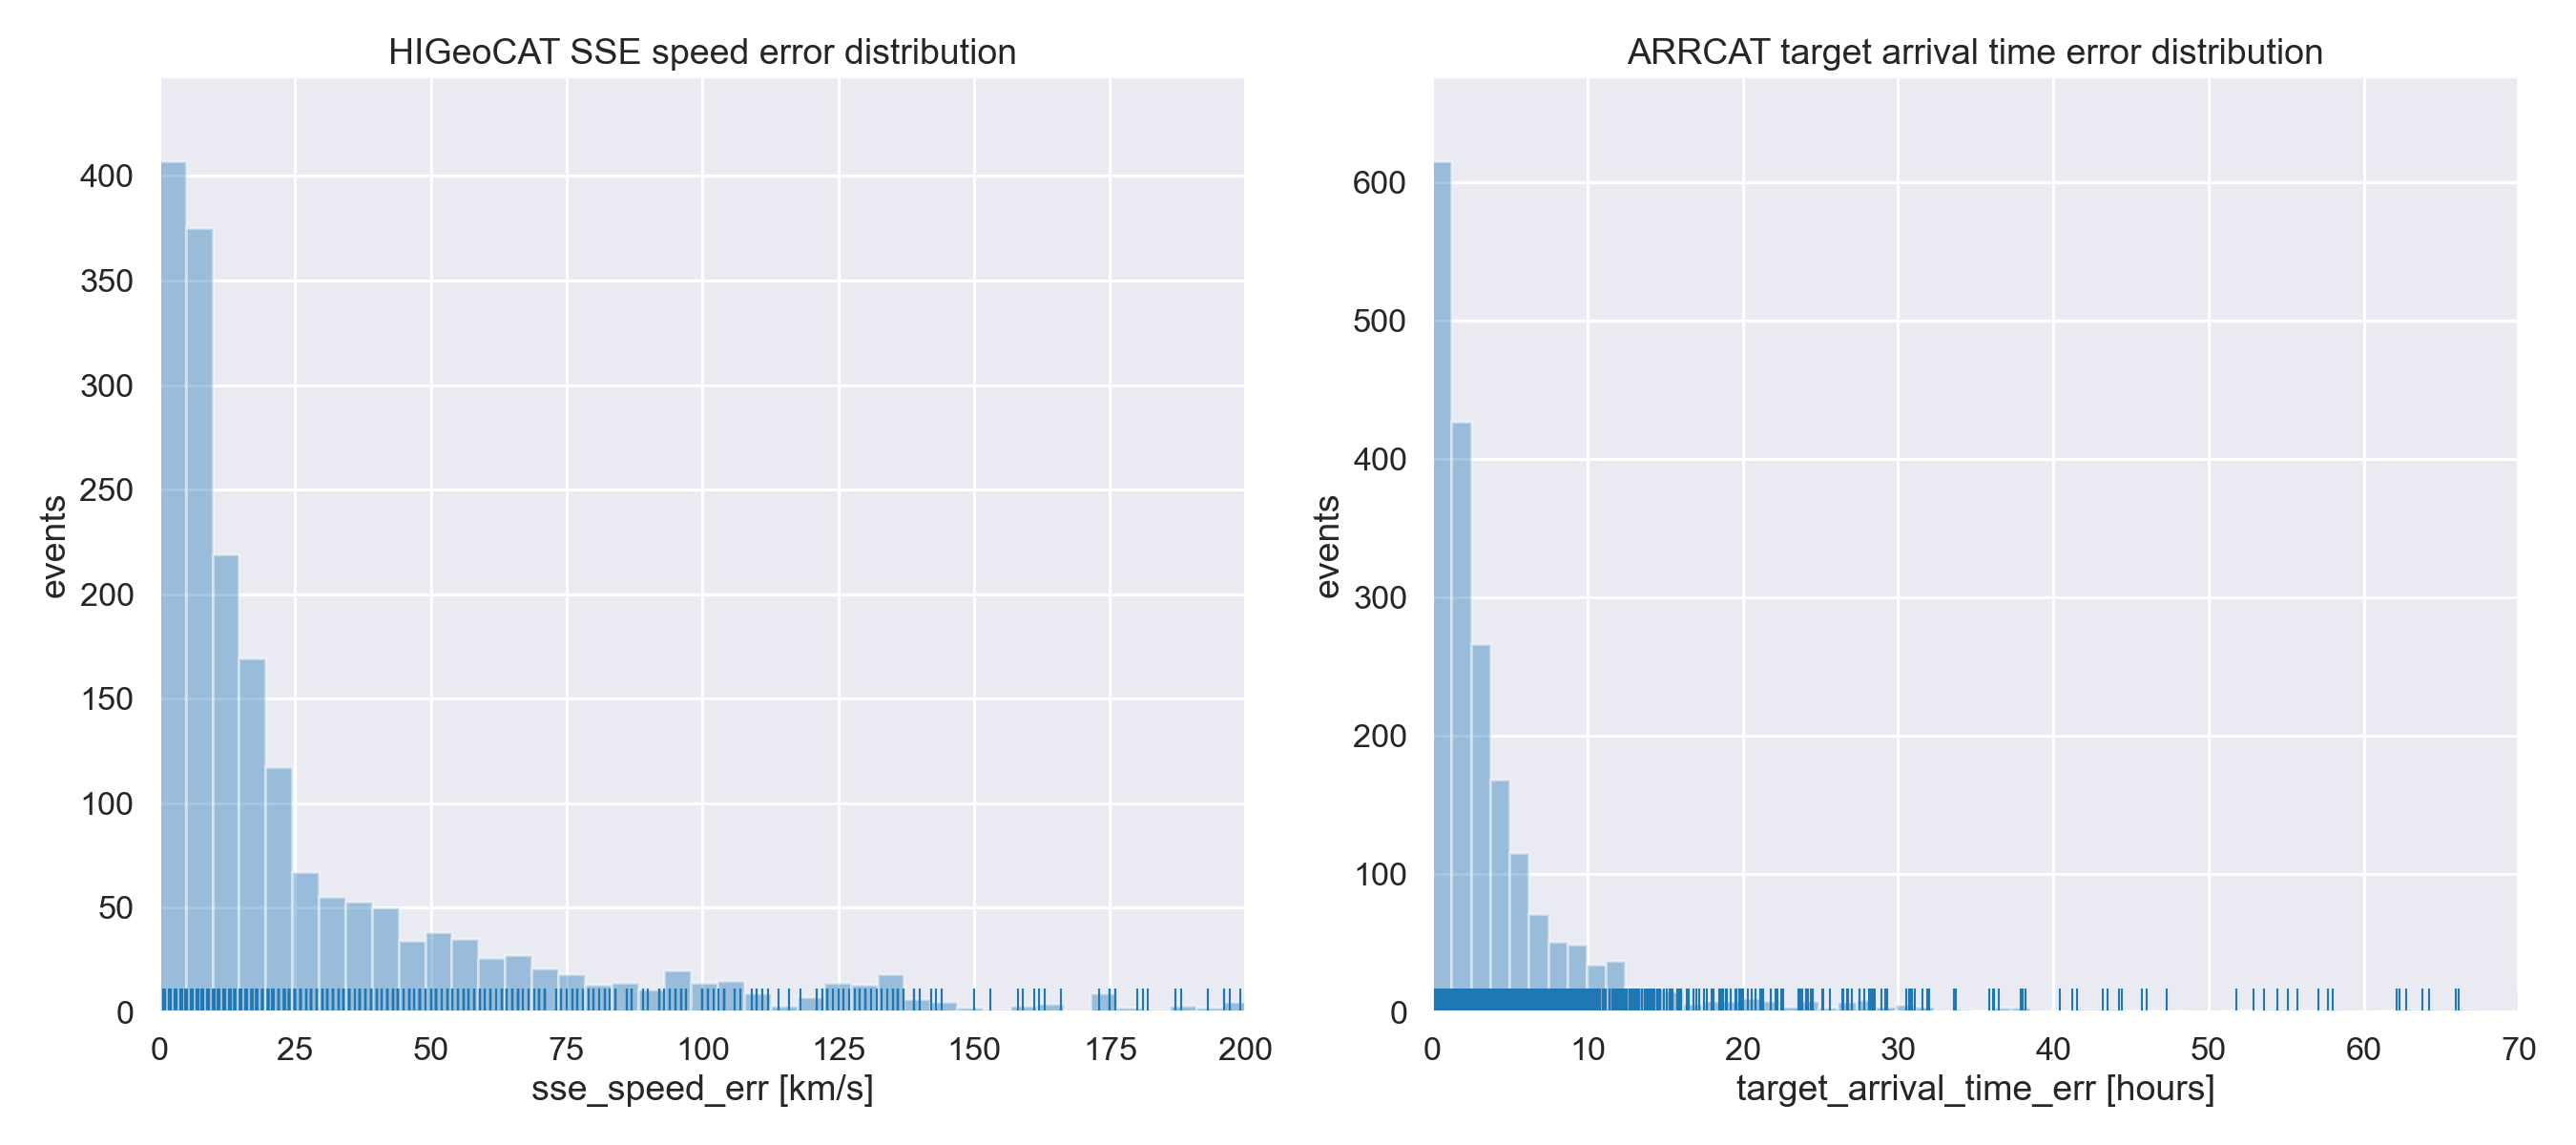 HIGeoCAT SSE speed error distribution
events
400
350
300
250
200
150
100
50
0
0 25 50 75 100 125 150 175 200
sse_speed_err [km/s]
ARRCAT target arrival time error distribution
events
600
500
400
300
200
100
0
0 10 20 30 40 50 60 70
target_arrival_time_err [hours]